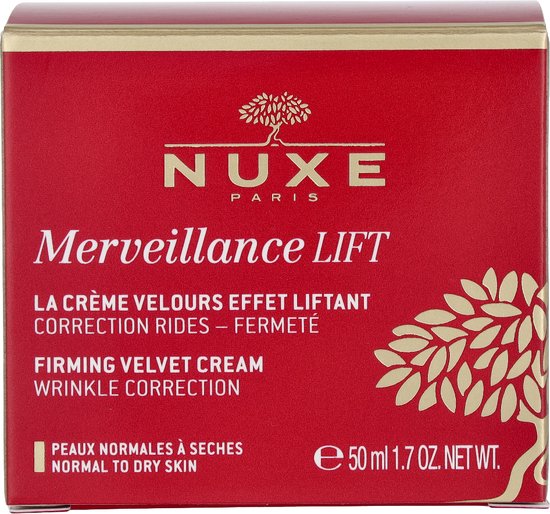 NUXE
PARIS
Merveillance LIFT
LA CRÈME VELOURS EFFET LIFTANT
CORRECTION RIDES – FERMETÉ
FIRMING VELVET CREAM
WRINKLE CORRECTION
PEAUX NORMALES À SECHES
NORMAL TO DRY SKIN
℮ 50 ml 1.7 OZ. NET WT.